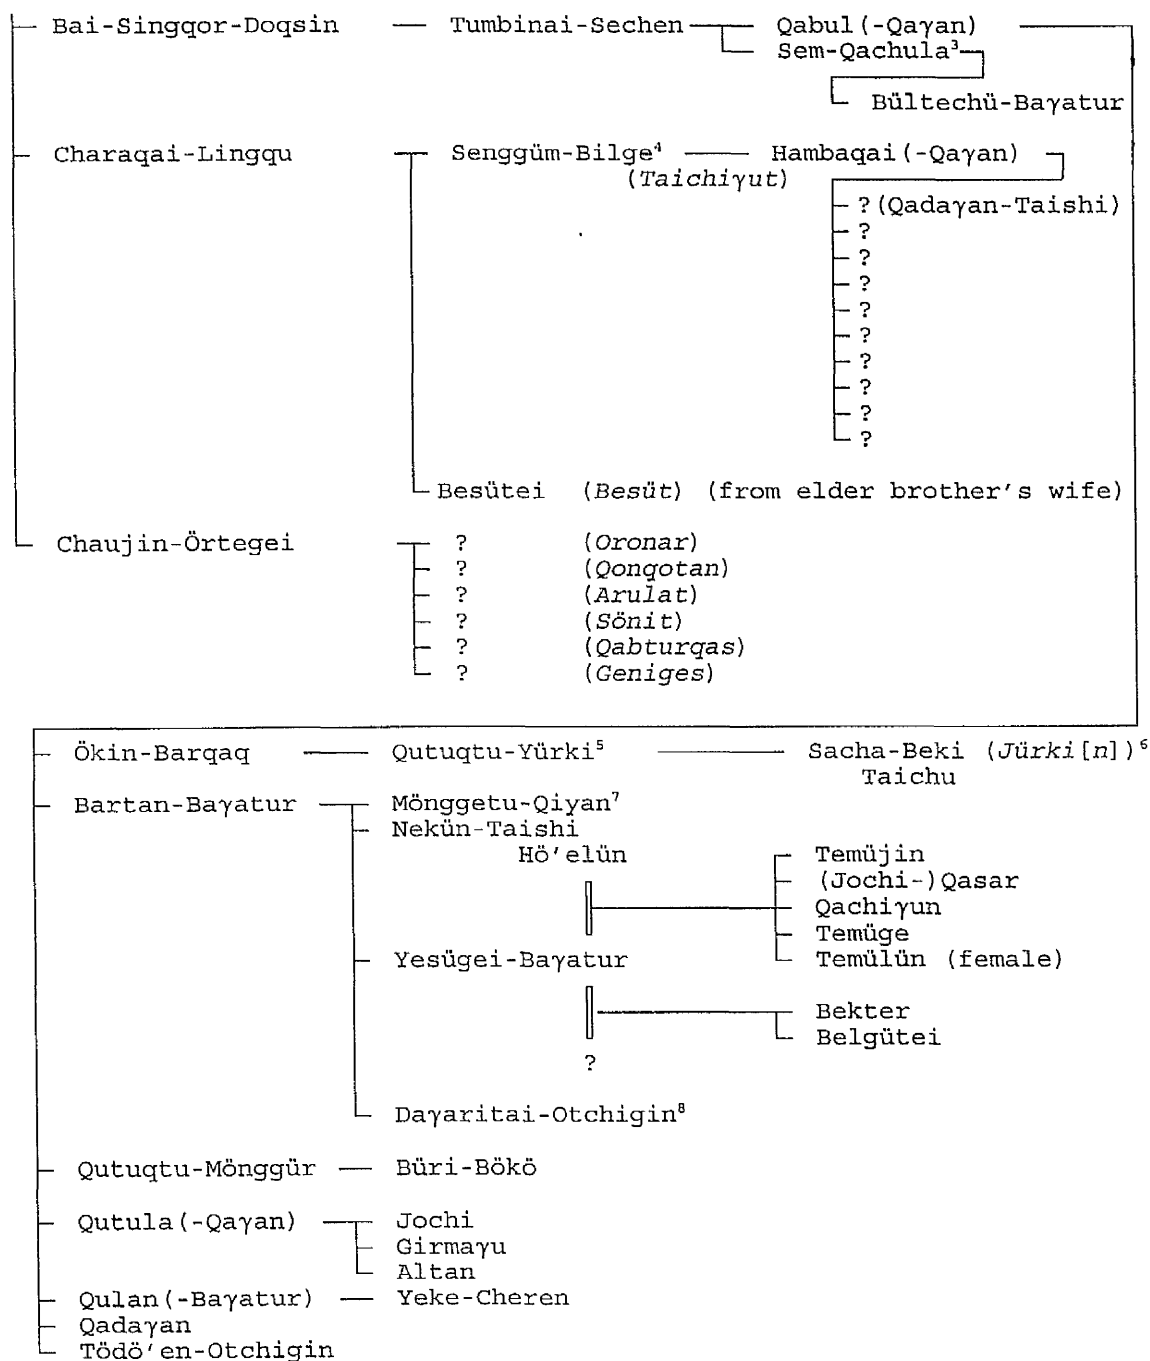 Bai-Singqor-Doqsin Tumbinai-Sechen Qabul(-Qaγan)
Sem-Qachula³
Bültechü-Baγatur
Charaqai-Lingqu Senggüm-Bilge⁴ Hambaqai(-Qaγan)
(Taichiγut)
?(Qadaγan-Taishi)
?
?
?
?
?
?
?
?
?
Besütei (Besüt) (from elder brother's wife)
Chaujin-Örtegei ? (Oronar)
? (Qonqotan)
? (Arulat)
? (Sönit)
? (Qabturqas)
? (Geniges)
Ökin-Barqaq Qutuqtu-Yürki⁵ Sacha-Beki (Jürki[n])⁶
Taichu
Bartan-Baγatur Mönggetu-Qiyan⁷
Nekün-Taishi
Hö'elün Temüjin
(Jochi-)Qasar
Qachiγun
Temüge
Yesügei-Baγatur Temülün (female)
Bekter
Belgütei
?
Daγaritai-Otchigin⁸
Qutuqtu-Mönggür Büri-Bökö
Qutula(-Qaγan) Jochi
Girmaγu
Altan
Qulan(-Baγatur) Yeke-Cheren
Qadaγan
Tödö'en-Otchigin